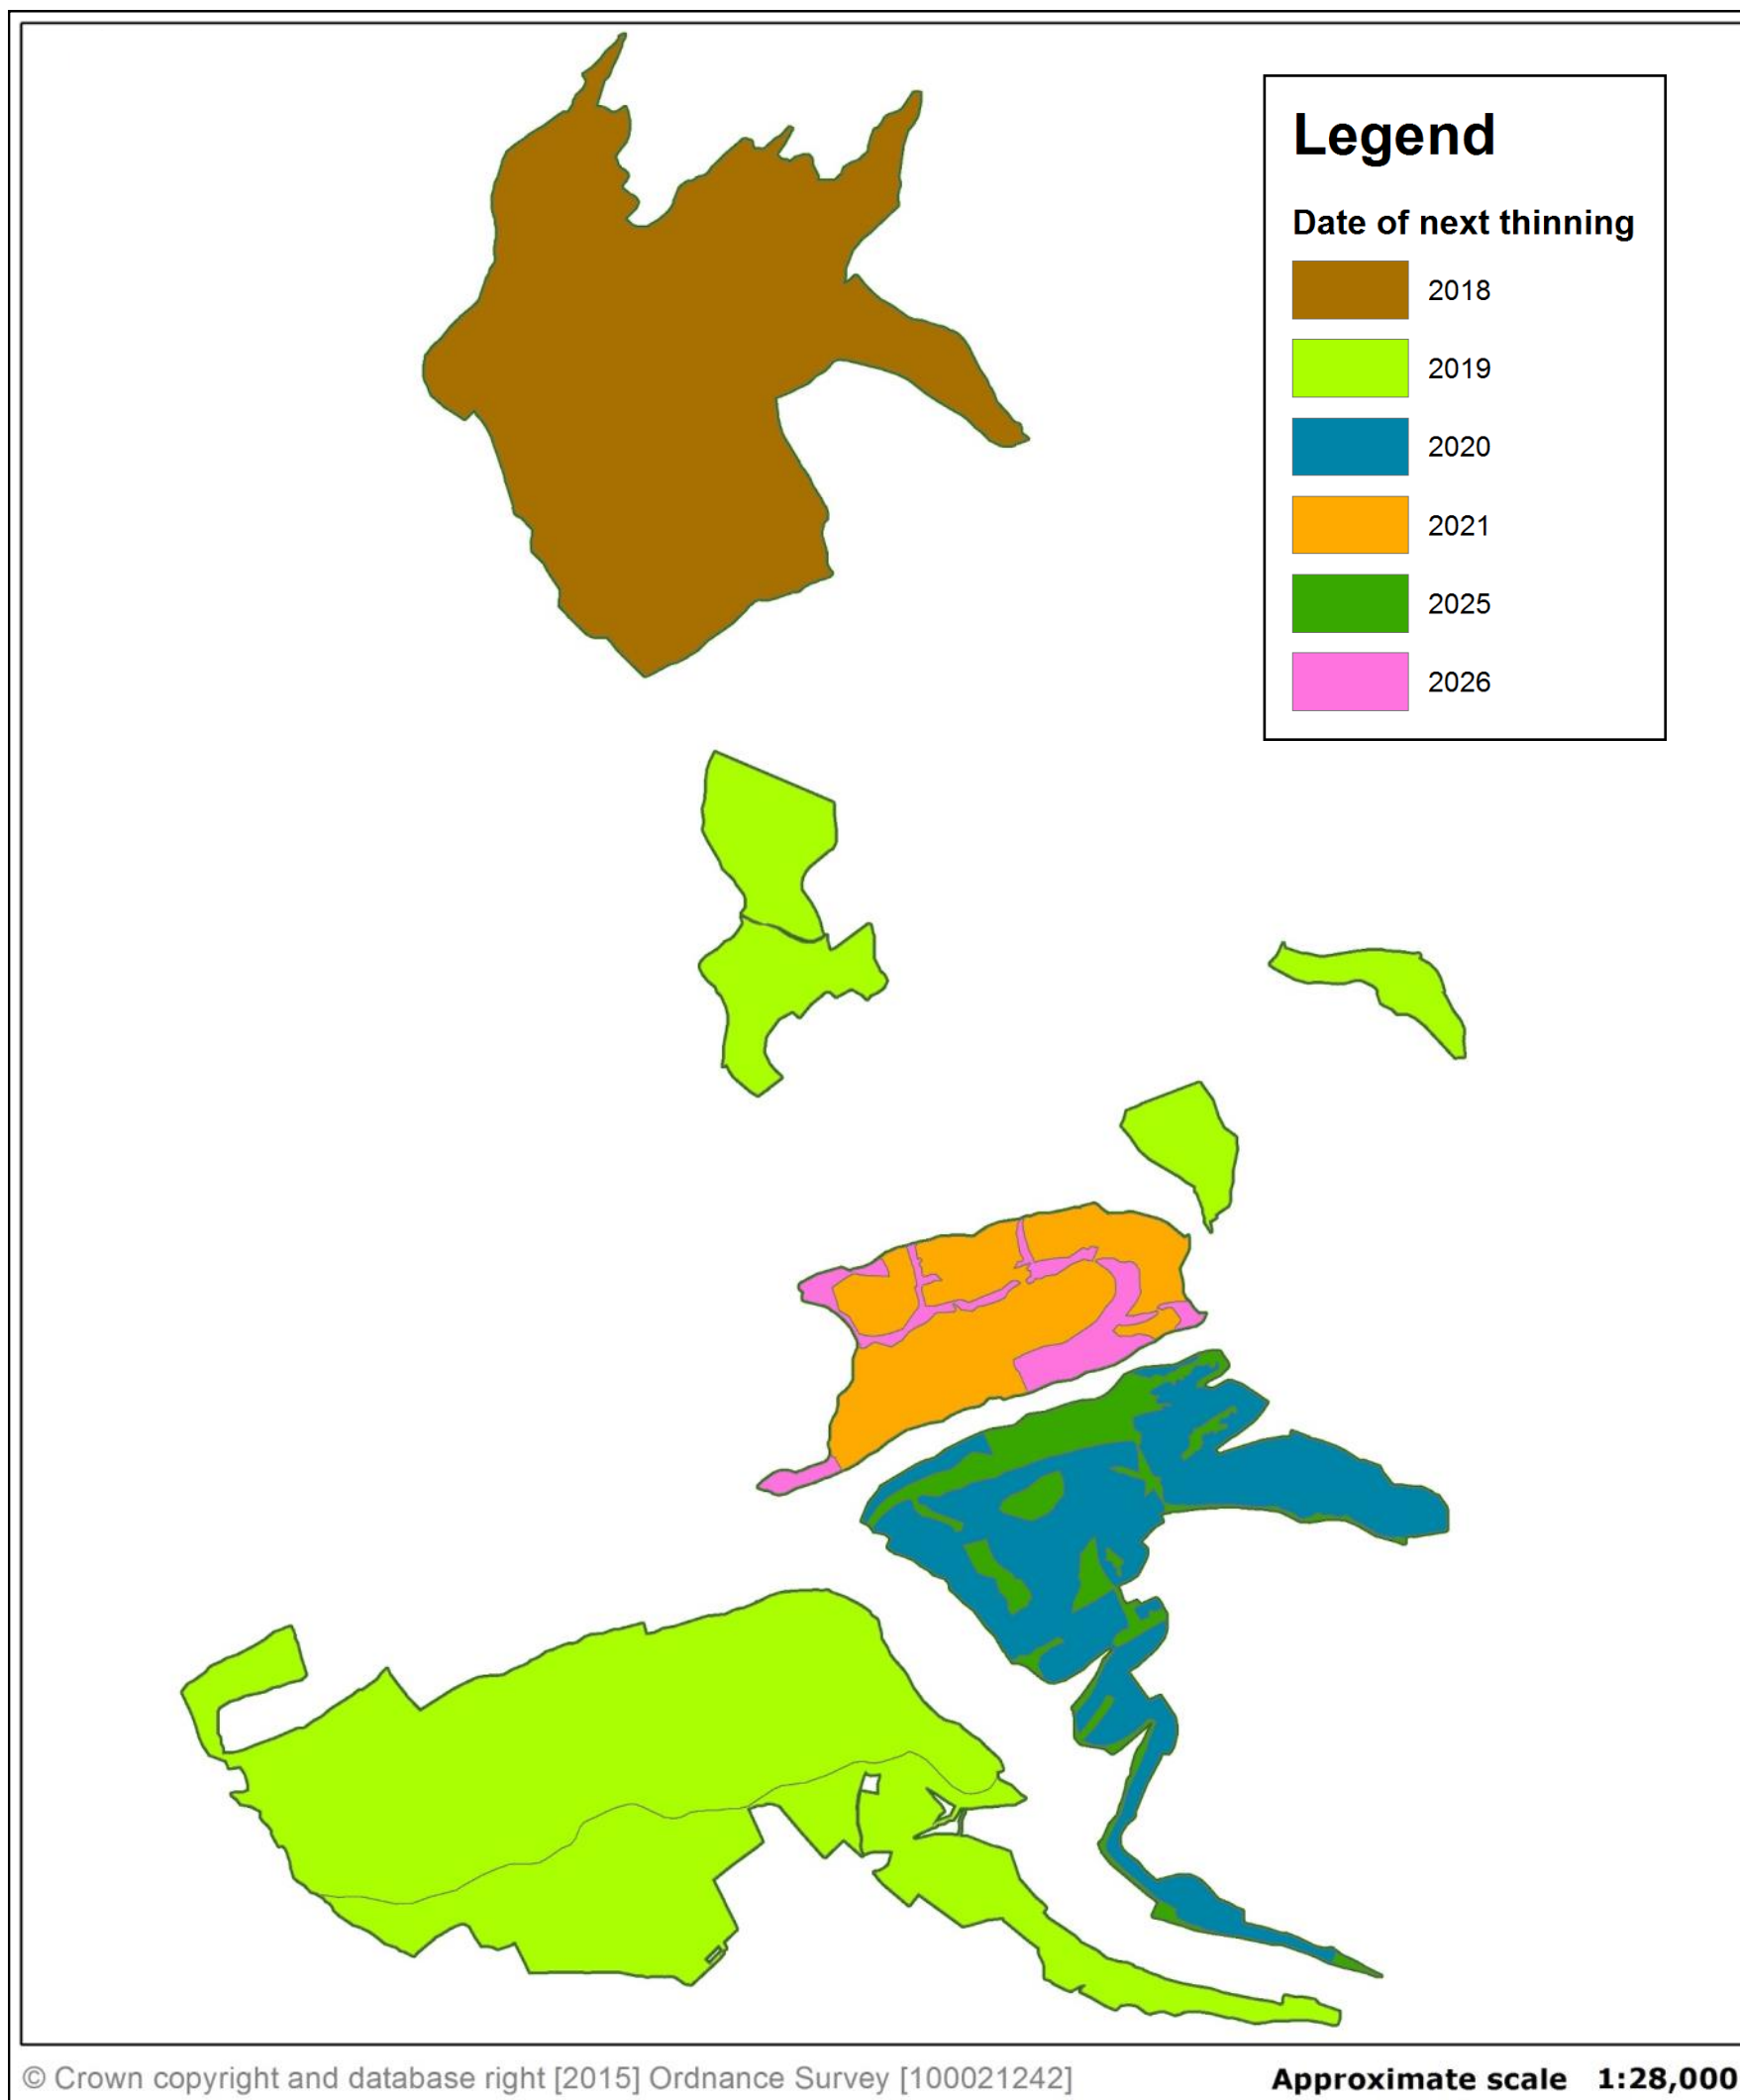 Legend
Date of next thinning
2018
2019
2020
2021
2025
2026
© Crown copyright and database right [2015] Ordnance Survey [100021242]
Approximate scale 1:28,000